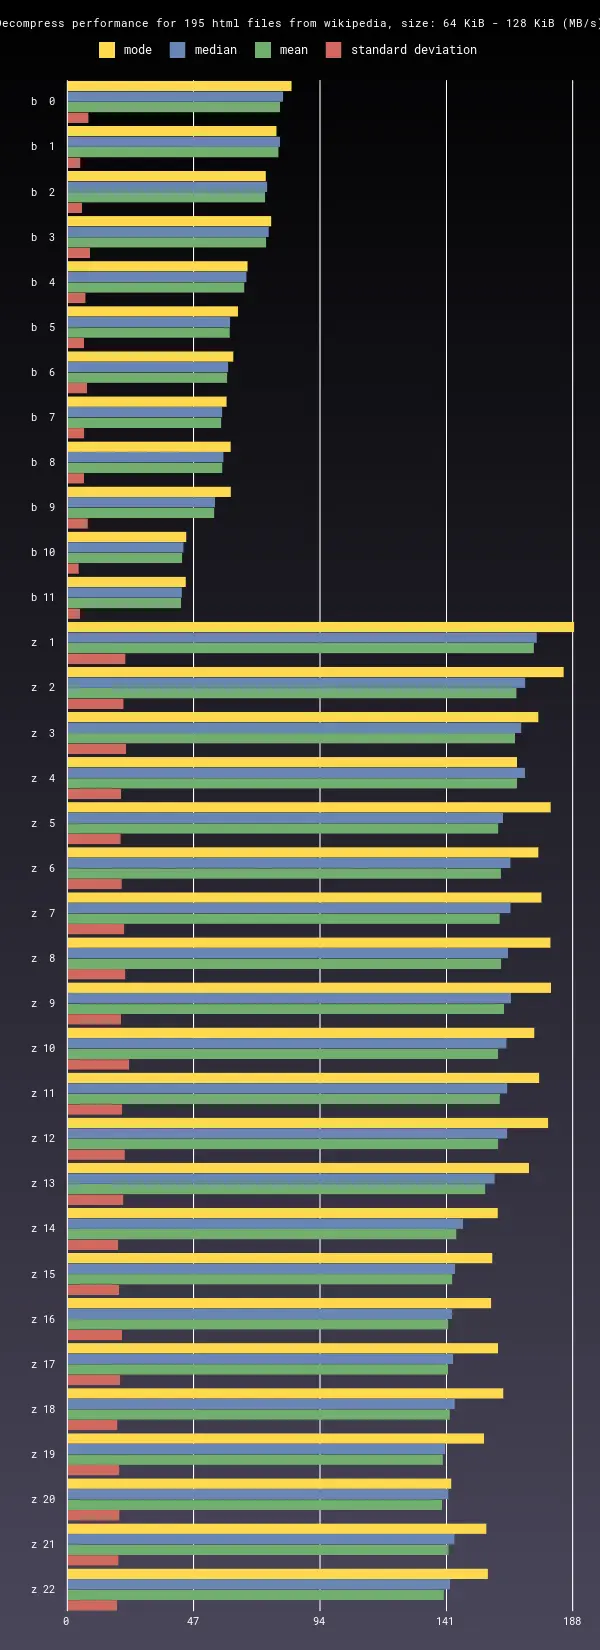 Decompress performance for 195 html files from wikipedia, size: 64 KiB - 128 KiB (MB/s)
mode median mean standard deviation
b 0
b 1
b 2
b 3
b 4
b 5
b 6
b 7
b 8
b 9
b 10
b 11
z 1
z 2
z 3
z 4
z 5
z 6
z 7
z 8
z 9
z 10
z 11
z 12
z 13
z 14
z 15
z 16
z 17
z 18
z 19
z 20
z 21
z 22
0 47 94 141 188